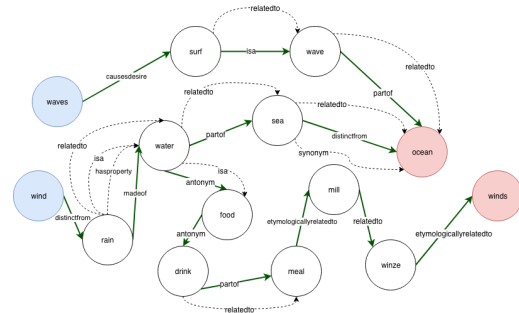 relatedto
surf
isa
wave
relatedto
causesdesire
waves
relatedto
partof
relatedto
sea
relatedto
isa
water
partof
distinctfrom
ocean
hasproperty
synonym
isa
wind
madeof
antonym
mill
winds
distinctfrom
food
rain
etymologicallyrelatedto
relatedto
antonym
etymologicallyrelatedto
drink
meal
winze
partof
relatedto